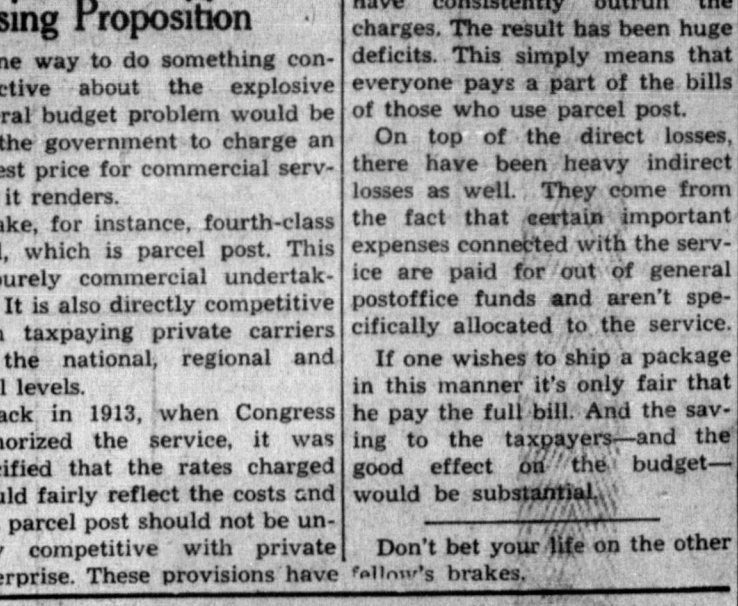 sing Proposition
ne way to do something con-
ctive about the explosive
ral budget problem would be
the government to charge an
est price for commercial serv-
it renders.
ake, for instance, fourth-class
l, which is parcel post. This
purely commercial undertak-
It is also directly competitive
n taxpaying private carriers
the national, regional and
l levels.
ack in 1913, when Congress
horized the service, it was
ified that the rates charged
uld fairly reflect the costs and
parcel post should not be un-
y competitive with private
erprise. These provisions have
have consistently outrun the
charges. The result has been huge
deficits. This simply means that
everyone pays a part of the bills
of those who use parcel post.
On top of the direct losses,
there have been heavy indirect
losses as well. They come from
the fact that certain important
expenses connected with the serv-
ice are paid for out of general
postoffice funds and aren't spe-
cifically allocated to the service.
If one wishes to ship a package
in this manner it's only fair that
he pay the full bill. And the sav-
ing to the taxpayers—and the
good effect on the budget—
would be substantial.
Don't bet your life on the other
fellow's brakes.